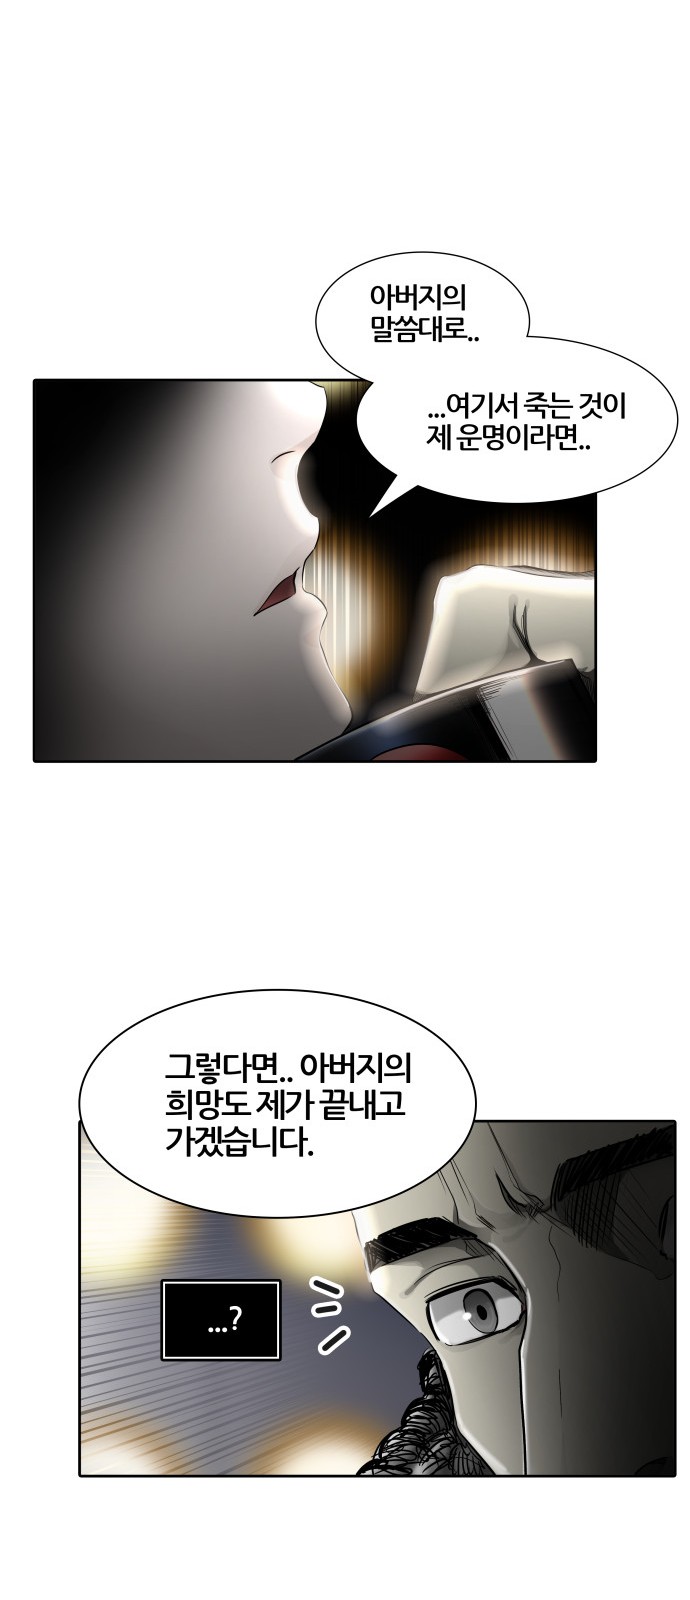 아버지의
말씀대로..
...여기서 죽는 것이
제 운명이라면..
그렇다면.. 아버지의
희망도 제가 끝내고
가겠습니다.
...?